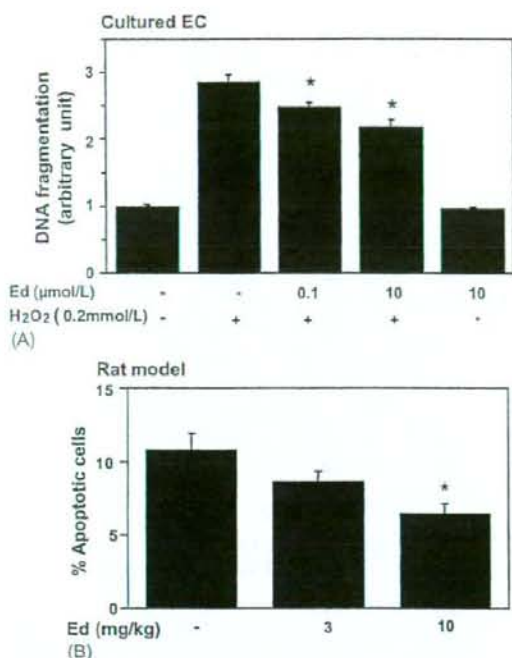 Cultured EC
DNA fragmentation
(arbitrary unit)
3
2
1
0
*
*
Ed (µmol/L) - - 0.1 10 10
H₂O₂ ( 0.2mmol/L) - + + + -
(A)
Rat model
% Apoptotic cells
15
10
5
0
*
Ed (mg/kg) - 3 10
(B)